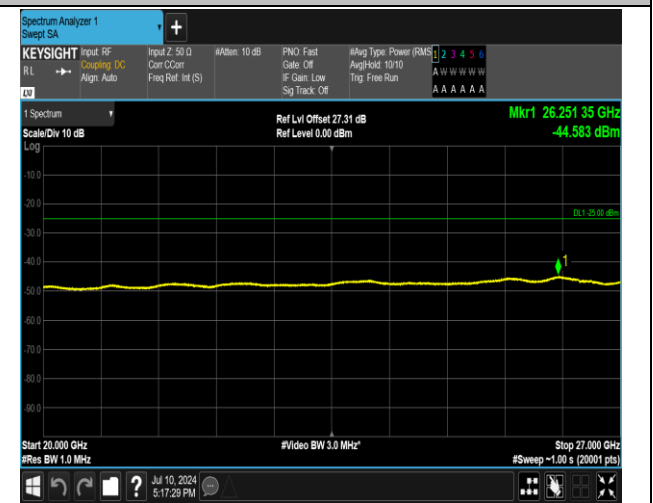 Spectrum Analyzer 1
Swept SA
+
KEYSIGHT
RL
LXI
Input: RF
Coupling: DC
Align: Auto
Input Z: 50 Ω
Corr CCorr
Freq Ref: Int (S)
#Atten: 10 dB
PNO: Fast
Gate: Off
IF Gain: Low
Sig Track: Off
#Avg Type: Power (RMS
Avg|Hold: 10/10
Trig: Free Run
1 2 3 4 5 6
A W W W W W
A A A A A A
1 Spectrum
Scale/Div 10 dB
Log
Ref Lvl Offset 27.31 dB
Ref Level 0.00 dBm
Mkr1 26.251 35 GHz
-44.583 dBm
-10.0
-20.0
DL1 -25.00 dBm
-30.0
-40.0
1
-50.0
-60.0
-70.0
-80.0
-90.0
Start 20.000 GHz
#Res BW 1.0 MHz
#Video BW 3.0 MHz*
Stop 27.000 GHz
#Sweep ~1.00 s (20001 pts)
?
Jul 10, 2024
5:17:29 PM